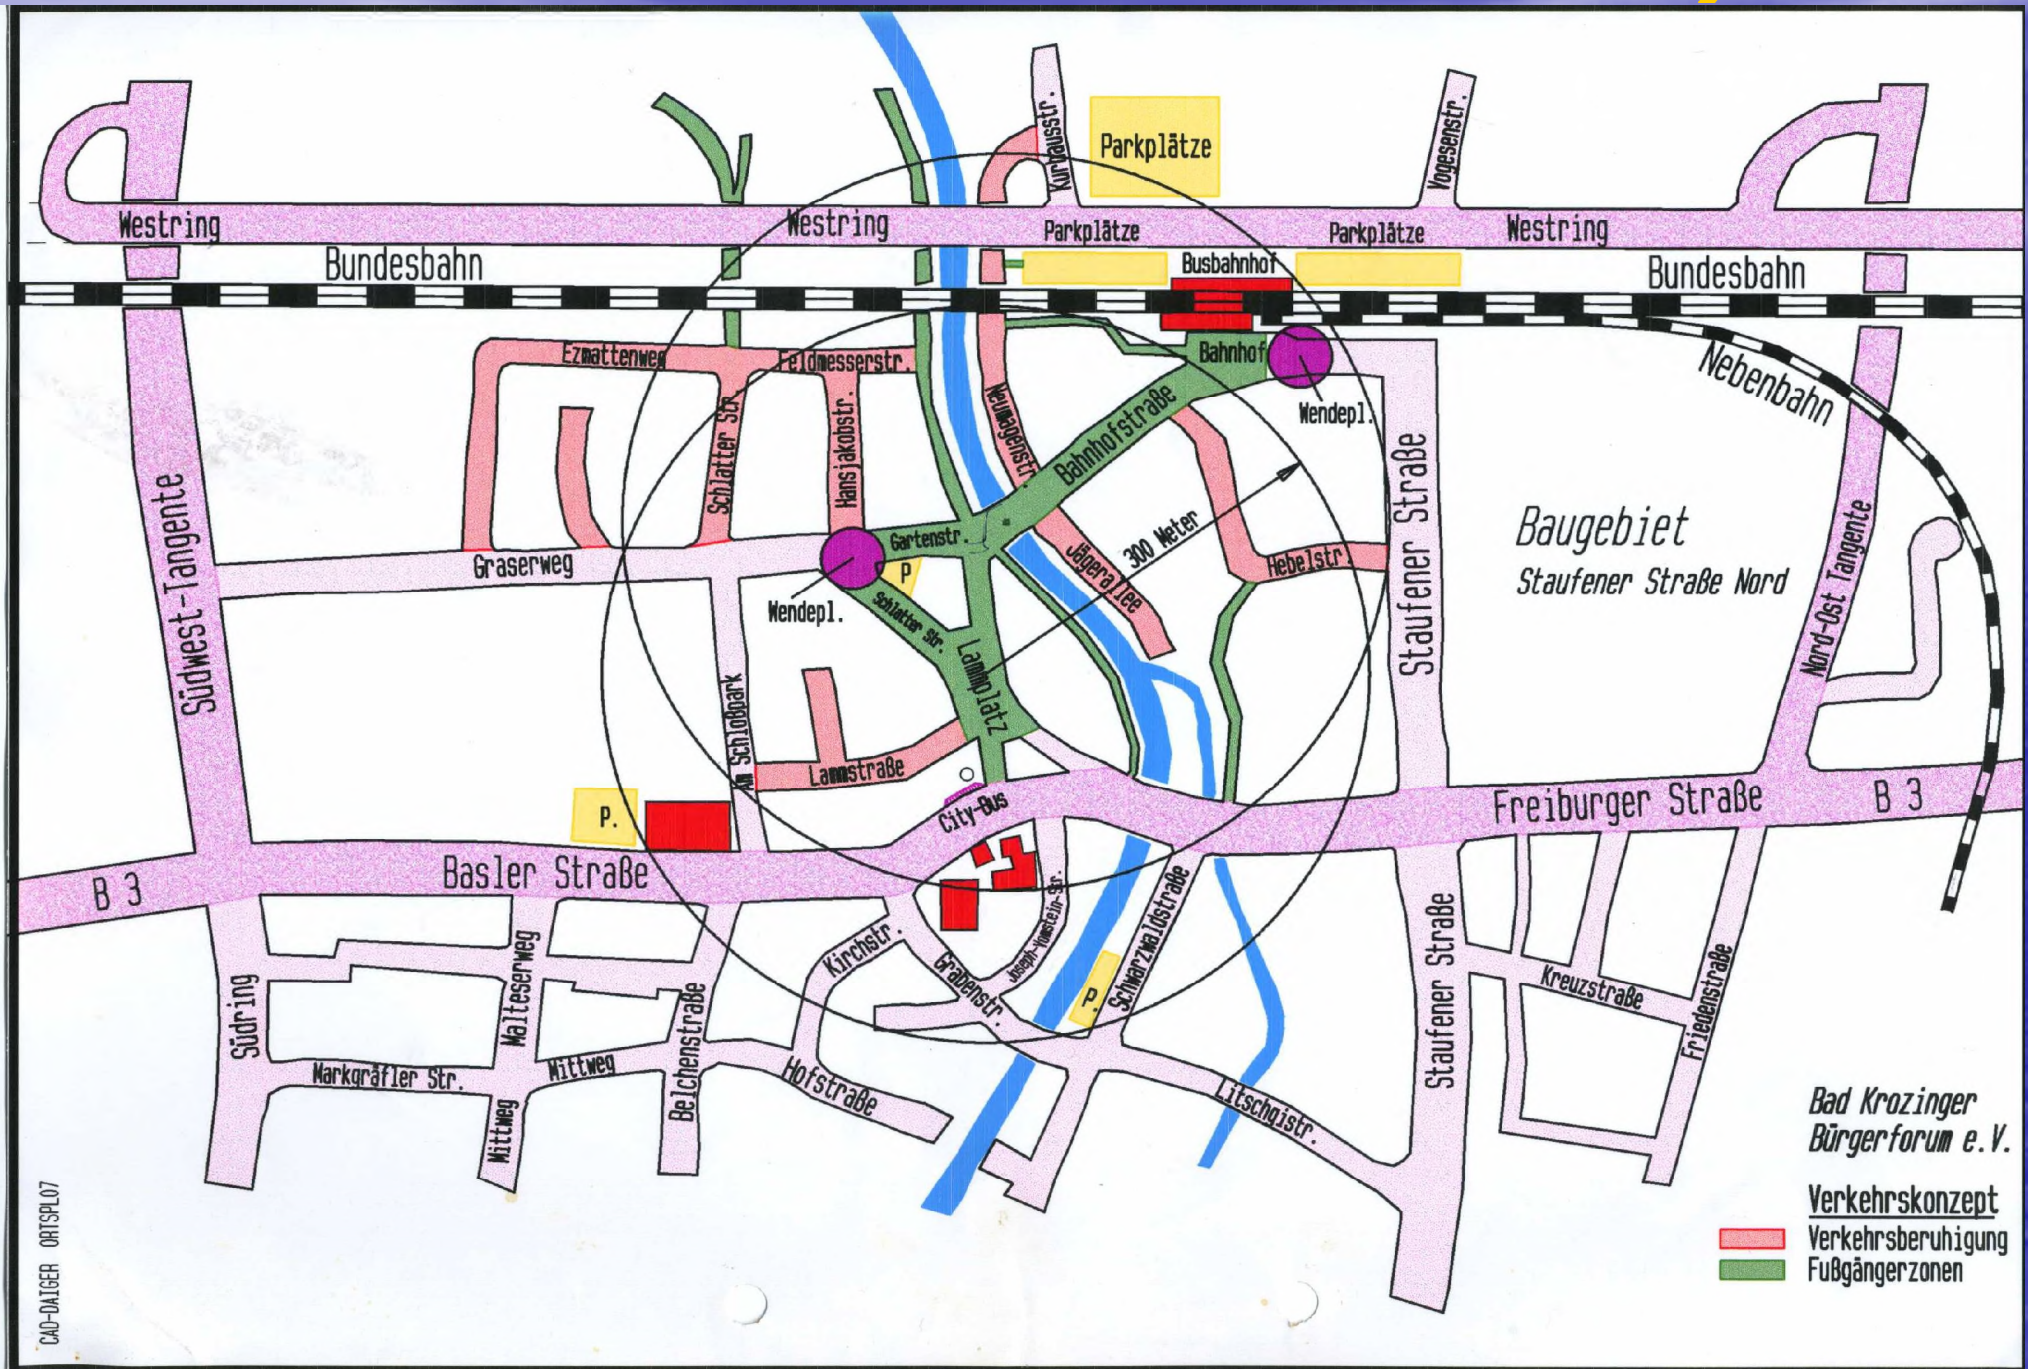 Kurhausstr.
Parkplätze
Vogesenstr.
Westring
Westring
Parkplätze
Parkplätze
Westring
Bundesbahn
Busbahnhof
Bundesbahn
Ezmattenweg
Feldmesserstr.
Bahnhof
Nebenbahn
Wendepl.
Schlatter Str.
Hansjakobstr.
Neumagenstr.
Bahnhofstraße
Südwest-Tangente
Staufener Straße
Baugebiet
Staufener Straße Nord
Nord-Ost Tangente
Graserweg
Gartenstr.
P
300 Meter
Jägerallee
Hebelstr.
Wendepl.
Schlatter Str.
Lammplatz
Am Schloßpark
Lammstraße
P.
City-Bus
Freiburger Straße
B 3
B 3
Basler Straße
Joseph-Vomstein-Str.
Schwarzwaldstraße
Staufener Straße
Kirchstr.
Grabenstr.
P.
Südring
Malteserweg
Belchenstraße
Kreuzstraße
Friedenstraße
Markgräfler Str.
Mittweg
Mittweg
Hofstraße
Litschgistr.
Bad Krozinger
Bürgerforum e.V.
Verkehrskonzept
Verkehrsberuhigung
Fußgängerzonen
CAD-DAIGER ORTSPL07